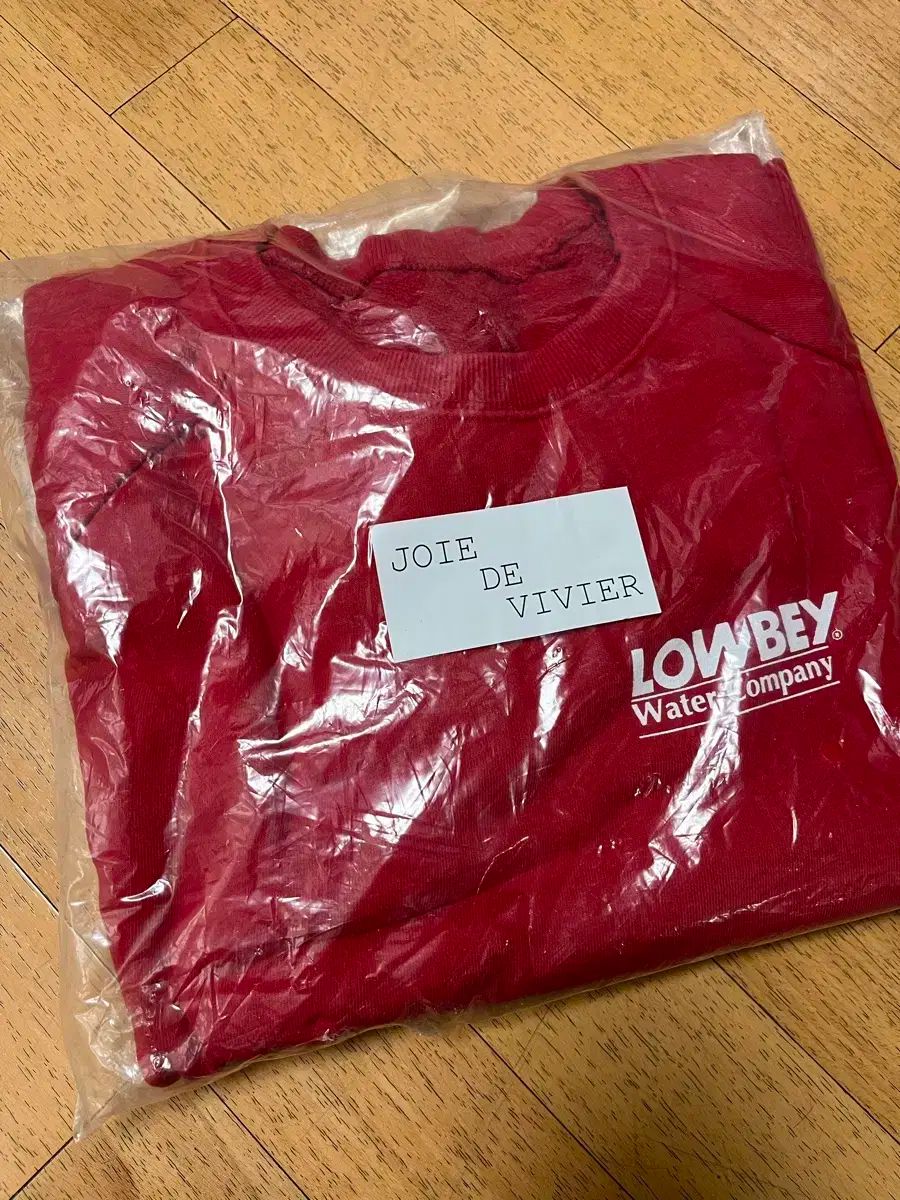 JOIE
DE
VIVIER
LOWBEY®
Water Company